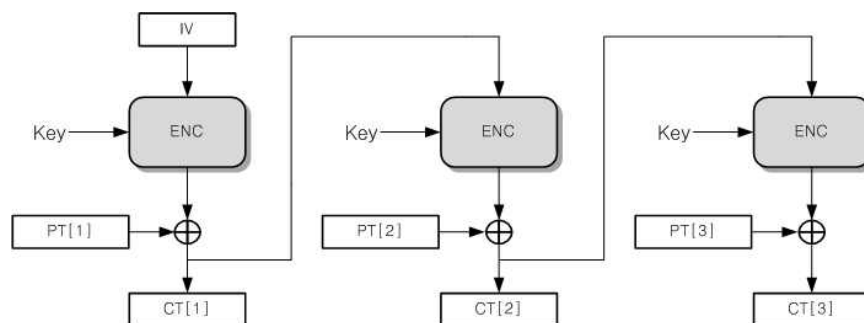 IV
Key
ENC
Key
ENC
Key
ENC
PT[1]
PT[2]
PT[3]
CT[1]
CT[2]
CT[3]